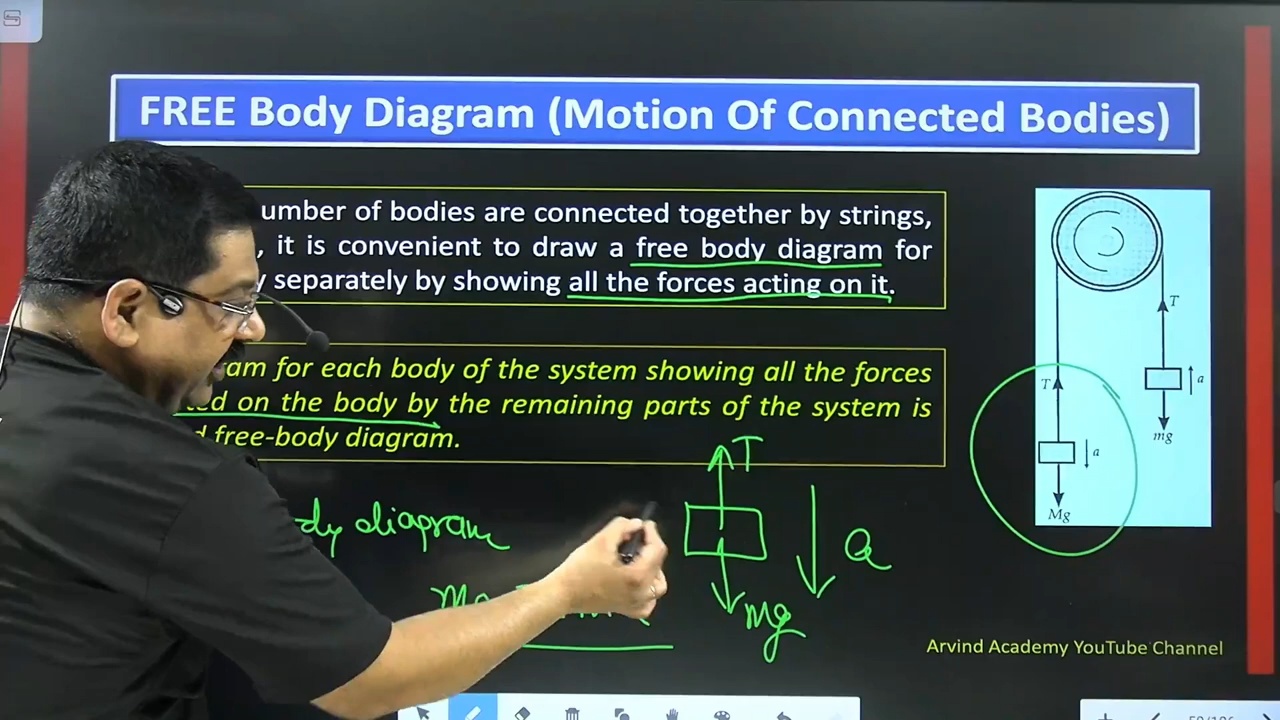 FREE Body Diagram (Motion Of Connected Bodies)
umber of bodies are connected together by strings,
, it is convenient to draw a free body diagram for
y separately by showing all the forces acting on it.
am for each body of the system showing all the forces
ed on the body by the remaining parts of the system is
free-body diagram.
T
a
T
a
mg
Mg
T
dy diagram
a
Mg
Arvind Academy YouTube Channel